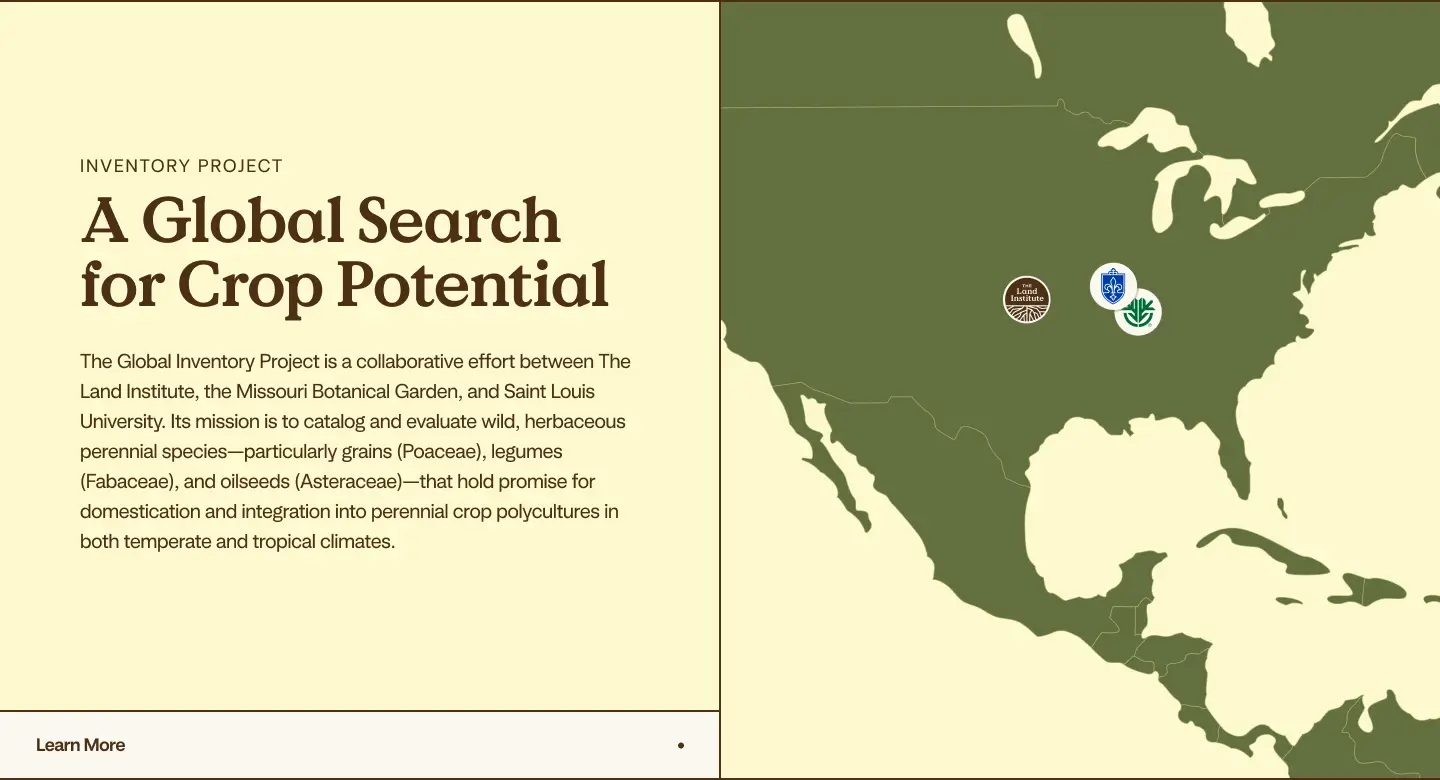 INVENTORY PROJECT
A Global Search
for Crop Potential
The Global Inventory Project is a collaborative effort between The
Land Institute, the Missouri Botanical Garden, and Saint Louis
University. Its mission is to catalog and evaluate wild, herbaceous
perennial species—particularly grains (Poaceae), legumes
(Fabaceae), and oilseeds (Asteraceae)—that hold promise for
domestication and integration into perennial crop polycultures in
both temperate and tropical climates.
Learn More
THE
Land
Institute